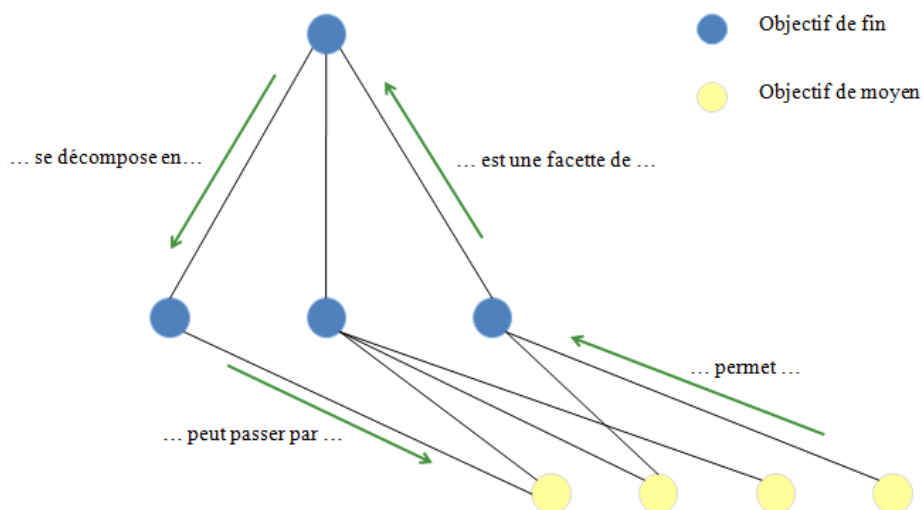 Objectif de fin
Objectif de moyen
… se décompose en…
… est une facette de …
… permet …
… peut passer par …